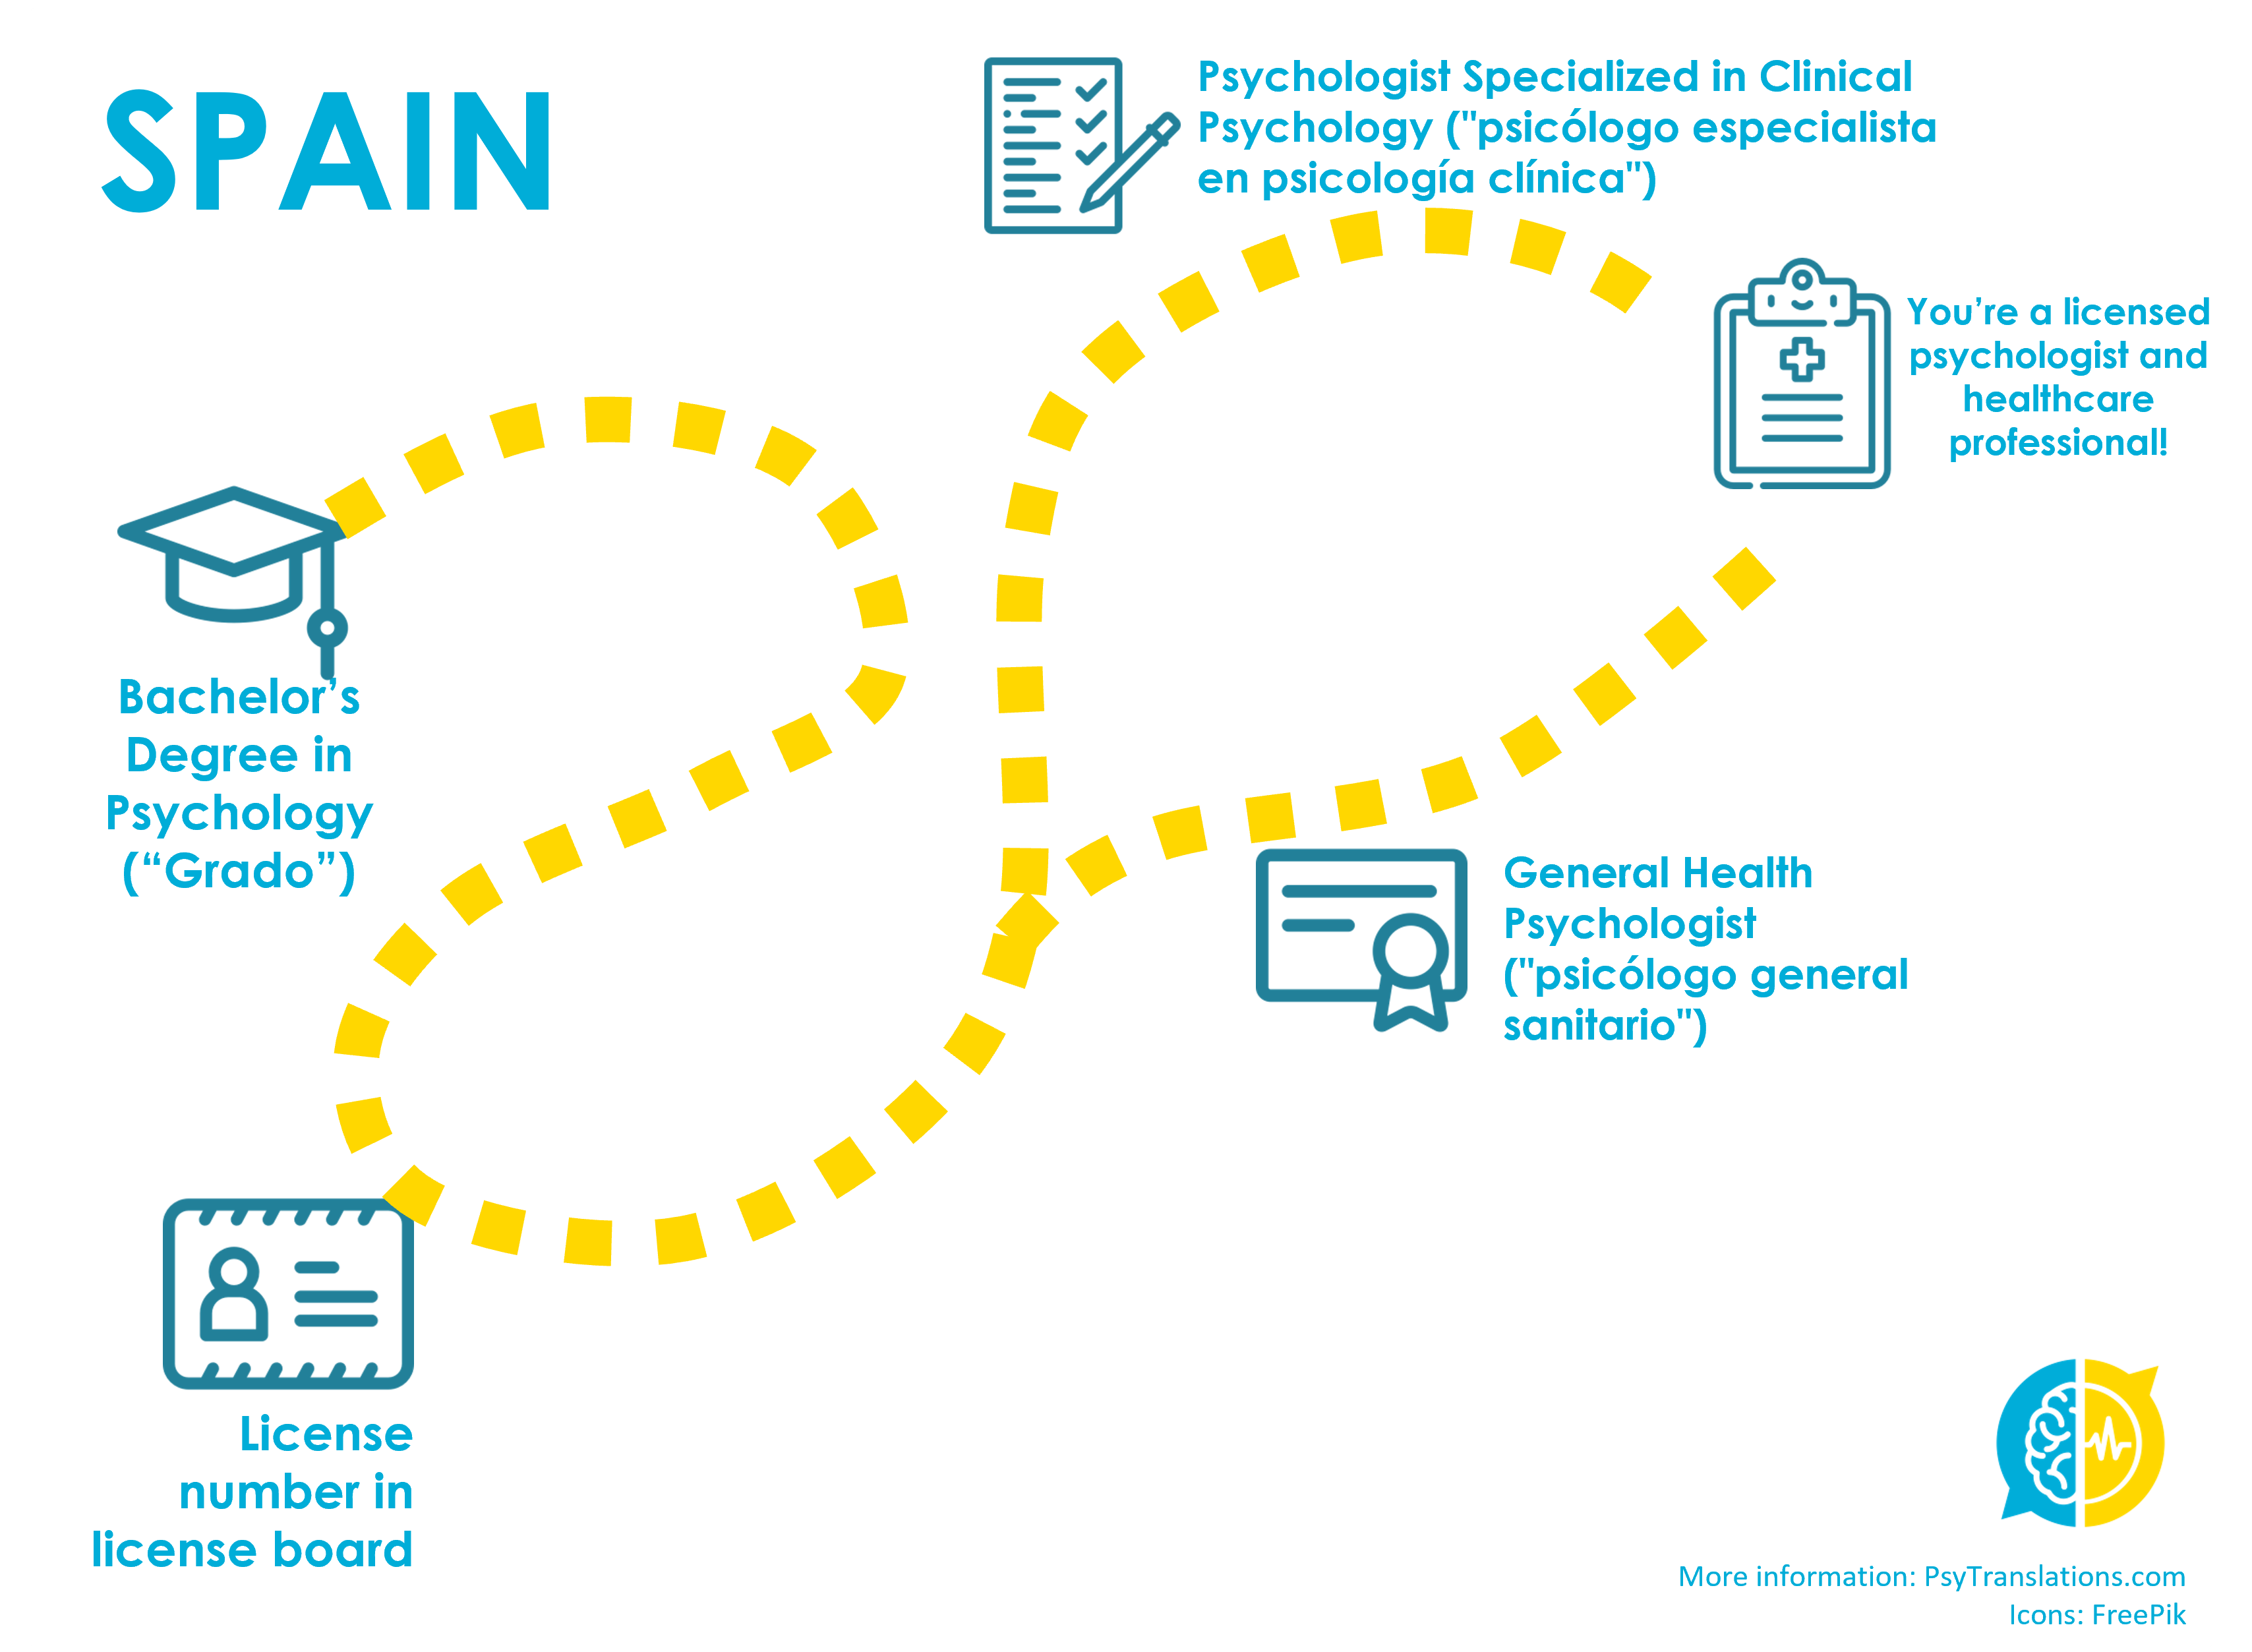 SPAIN
Psychologist Specialized in Clinical
Psychology ("psicólogo especialista
en psicología clínica")
You’re a licensed
psychologist and
healthcare
professional!
Bachelor’s
Degree in
Psychology
(“Grado”)
General Health
Psychologist
("psicólogo general
sanitario")
License
number in
license board
More information: PsyTranslations.com
Icons: FreePik